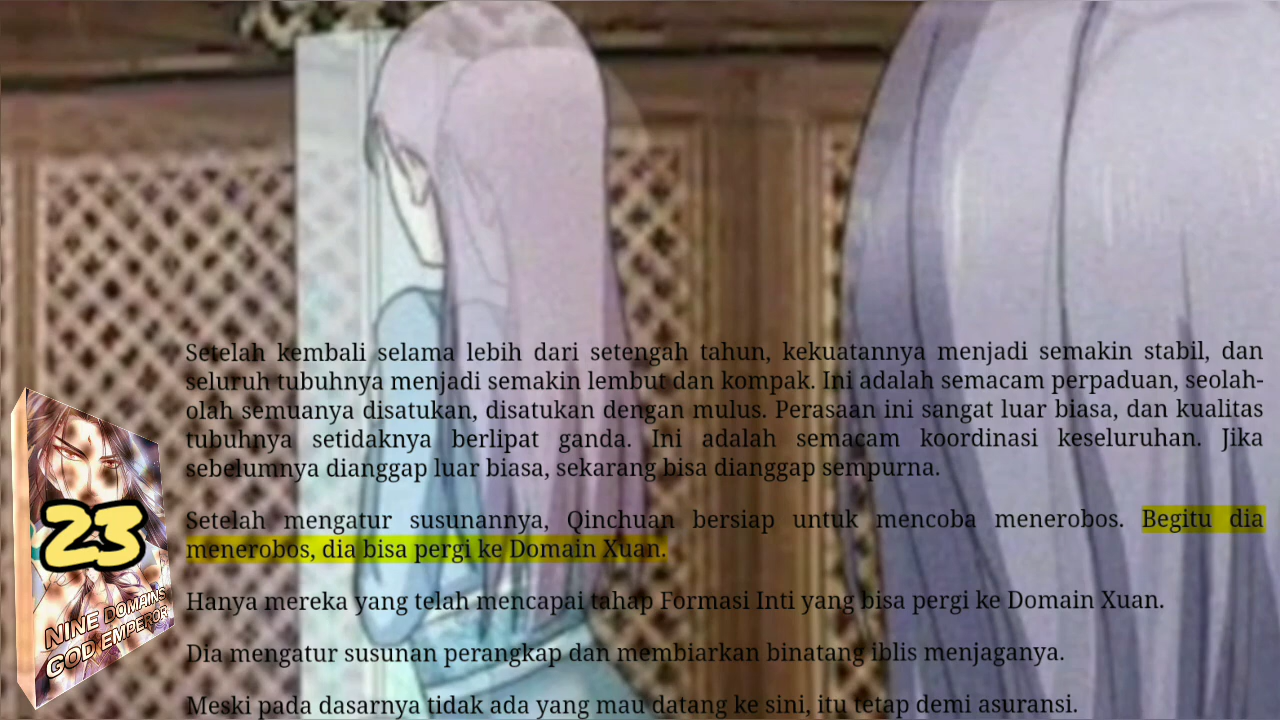 Setelah kembali selama lebih dari setengah tahun, kekuatannya menjadi semakin stabil, dan
seluruh tubuhnya menjadi semakin lembut dan kompak. Ini adalah semacam perpaduan, seolah-
olah semuanya disatukan, disatukan dengan mulus. Perasaan ini sangat luar biasa, dan kualitas
tubuhnya setidaknya berlipat ganda. Ini adalah semacam koordinasi keseluruhan. Jika
sebelumnya dianggap luar biasa, sekarang bisa dianggap sempurna.
Setelah mengatur susunannya, Qinchuan bersiap untuk mencoba menerobos. Begitu dia
menerobos, dia bisa pergi ke Domain Xuan.
Hanya mereka yang telah mencapai tahap Formasi Inti yang bisa pergi ke Domain Xuan.
Dia mengatur susunan perangkap dan membiarkan binatang iblis menjaganya.
Meski pada dasarnya tidak ada yang mau datang ke sini, itu tetap demi asuransi.
23
NINE DOMAINS
GOD EMPEROR